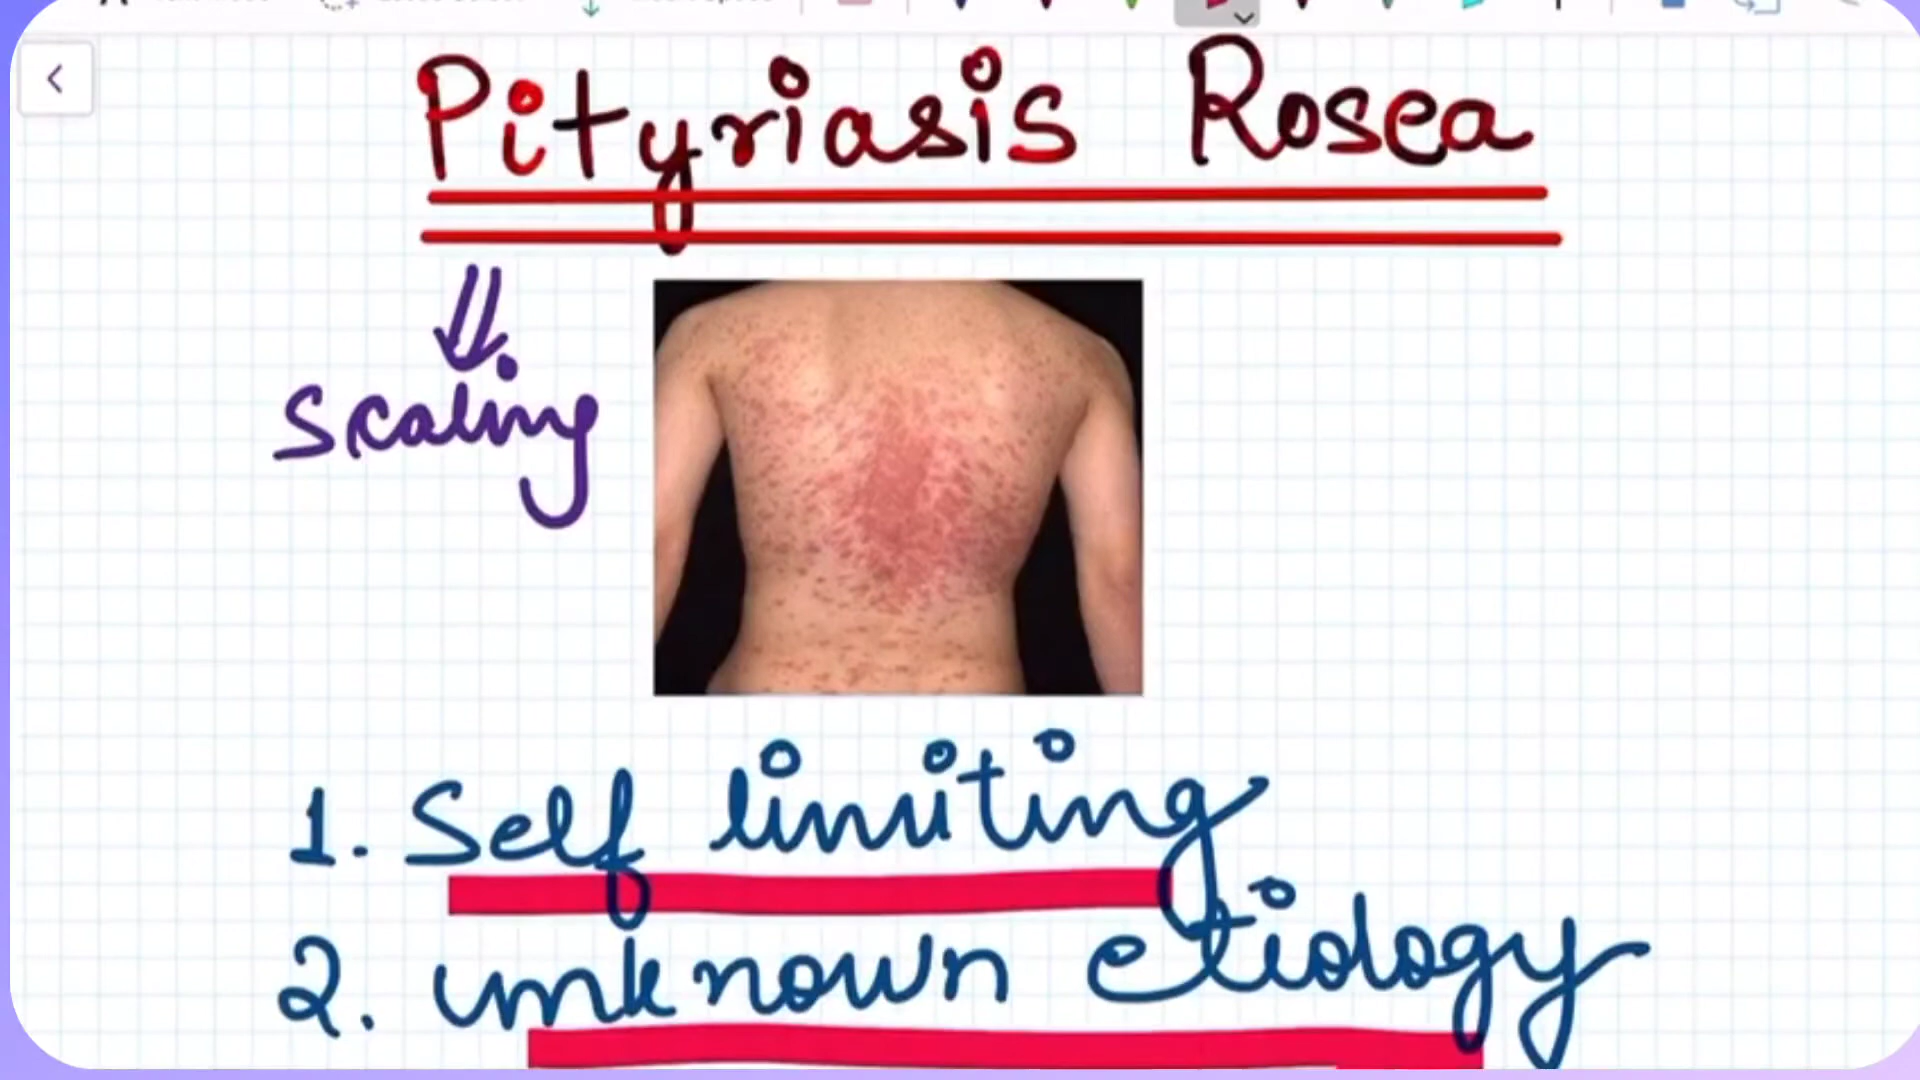 Pityriasis Rosea
scaling
1. Self limiting
2. unknown etiology